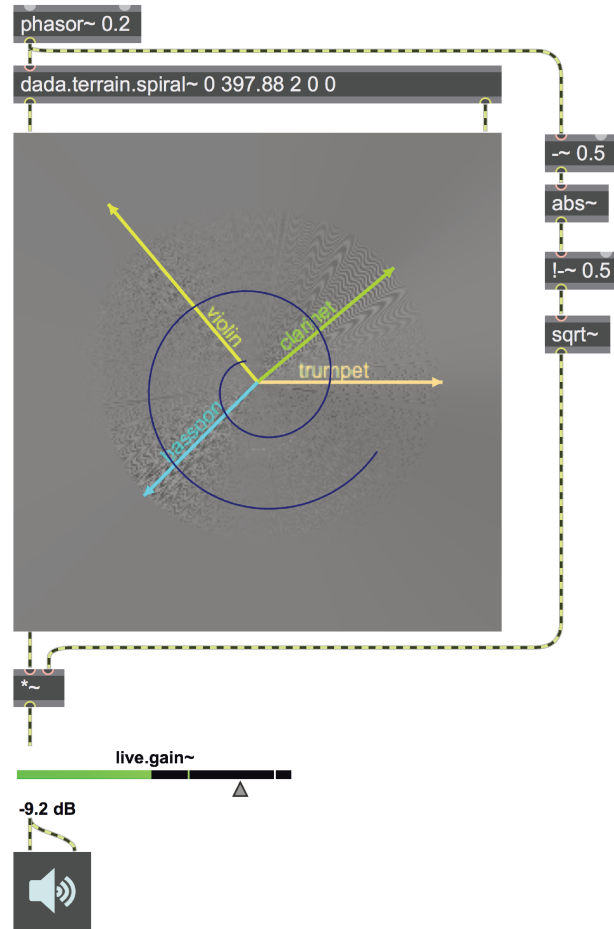 phasor~ 0.2
dada.terrain.spiral~ 0 397.88 2 0 0
-~ 0.5
abs~
!-~ 0.5
sqrt~
violin
clarinet
trumpet
bassoon
*~
live.gain~
-9.2 dB